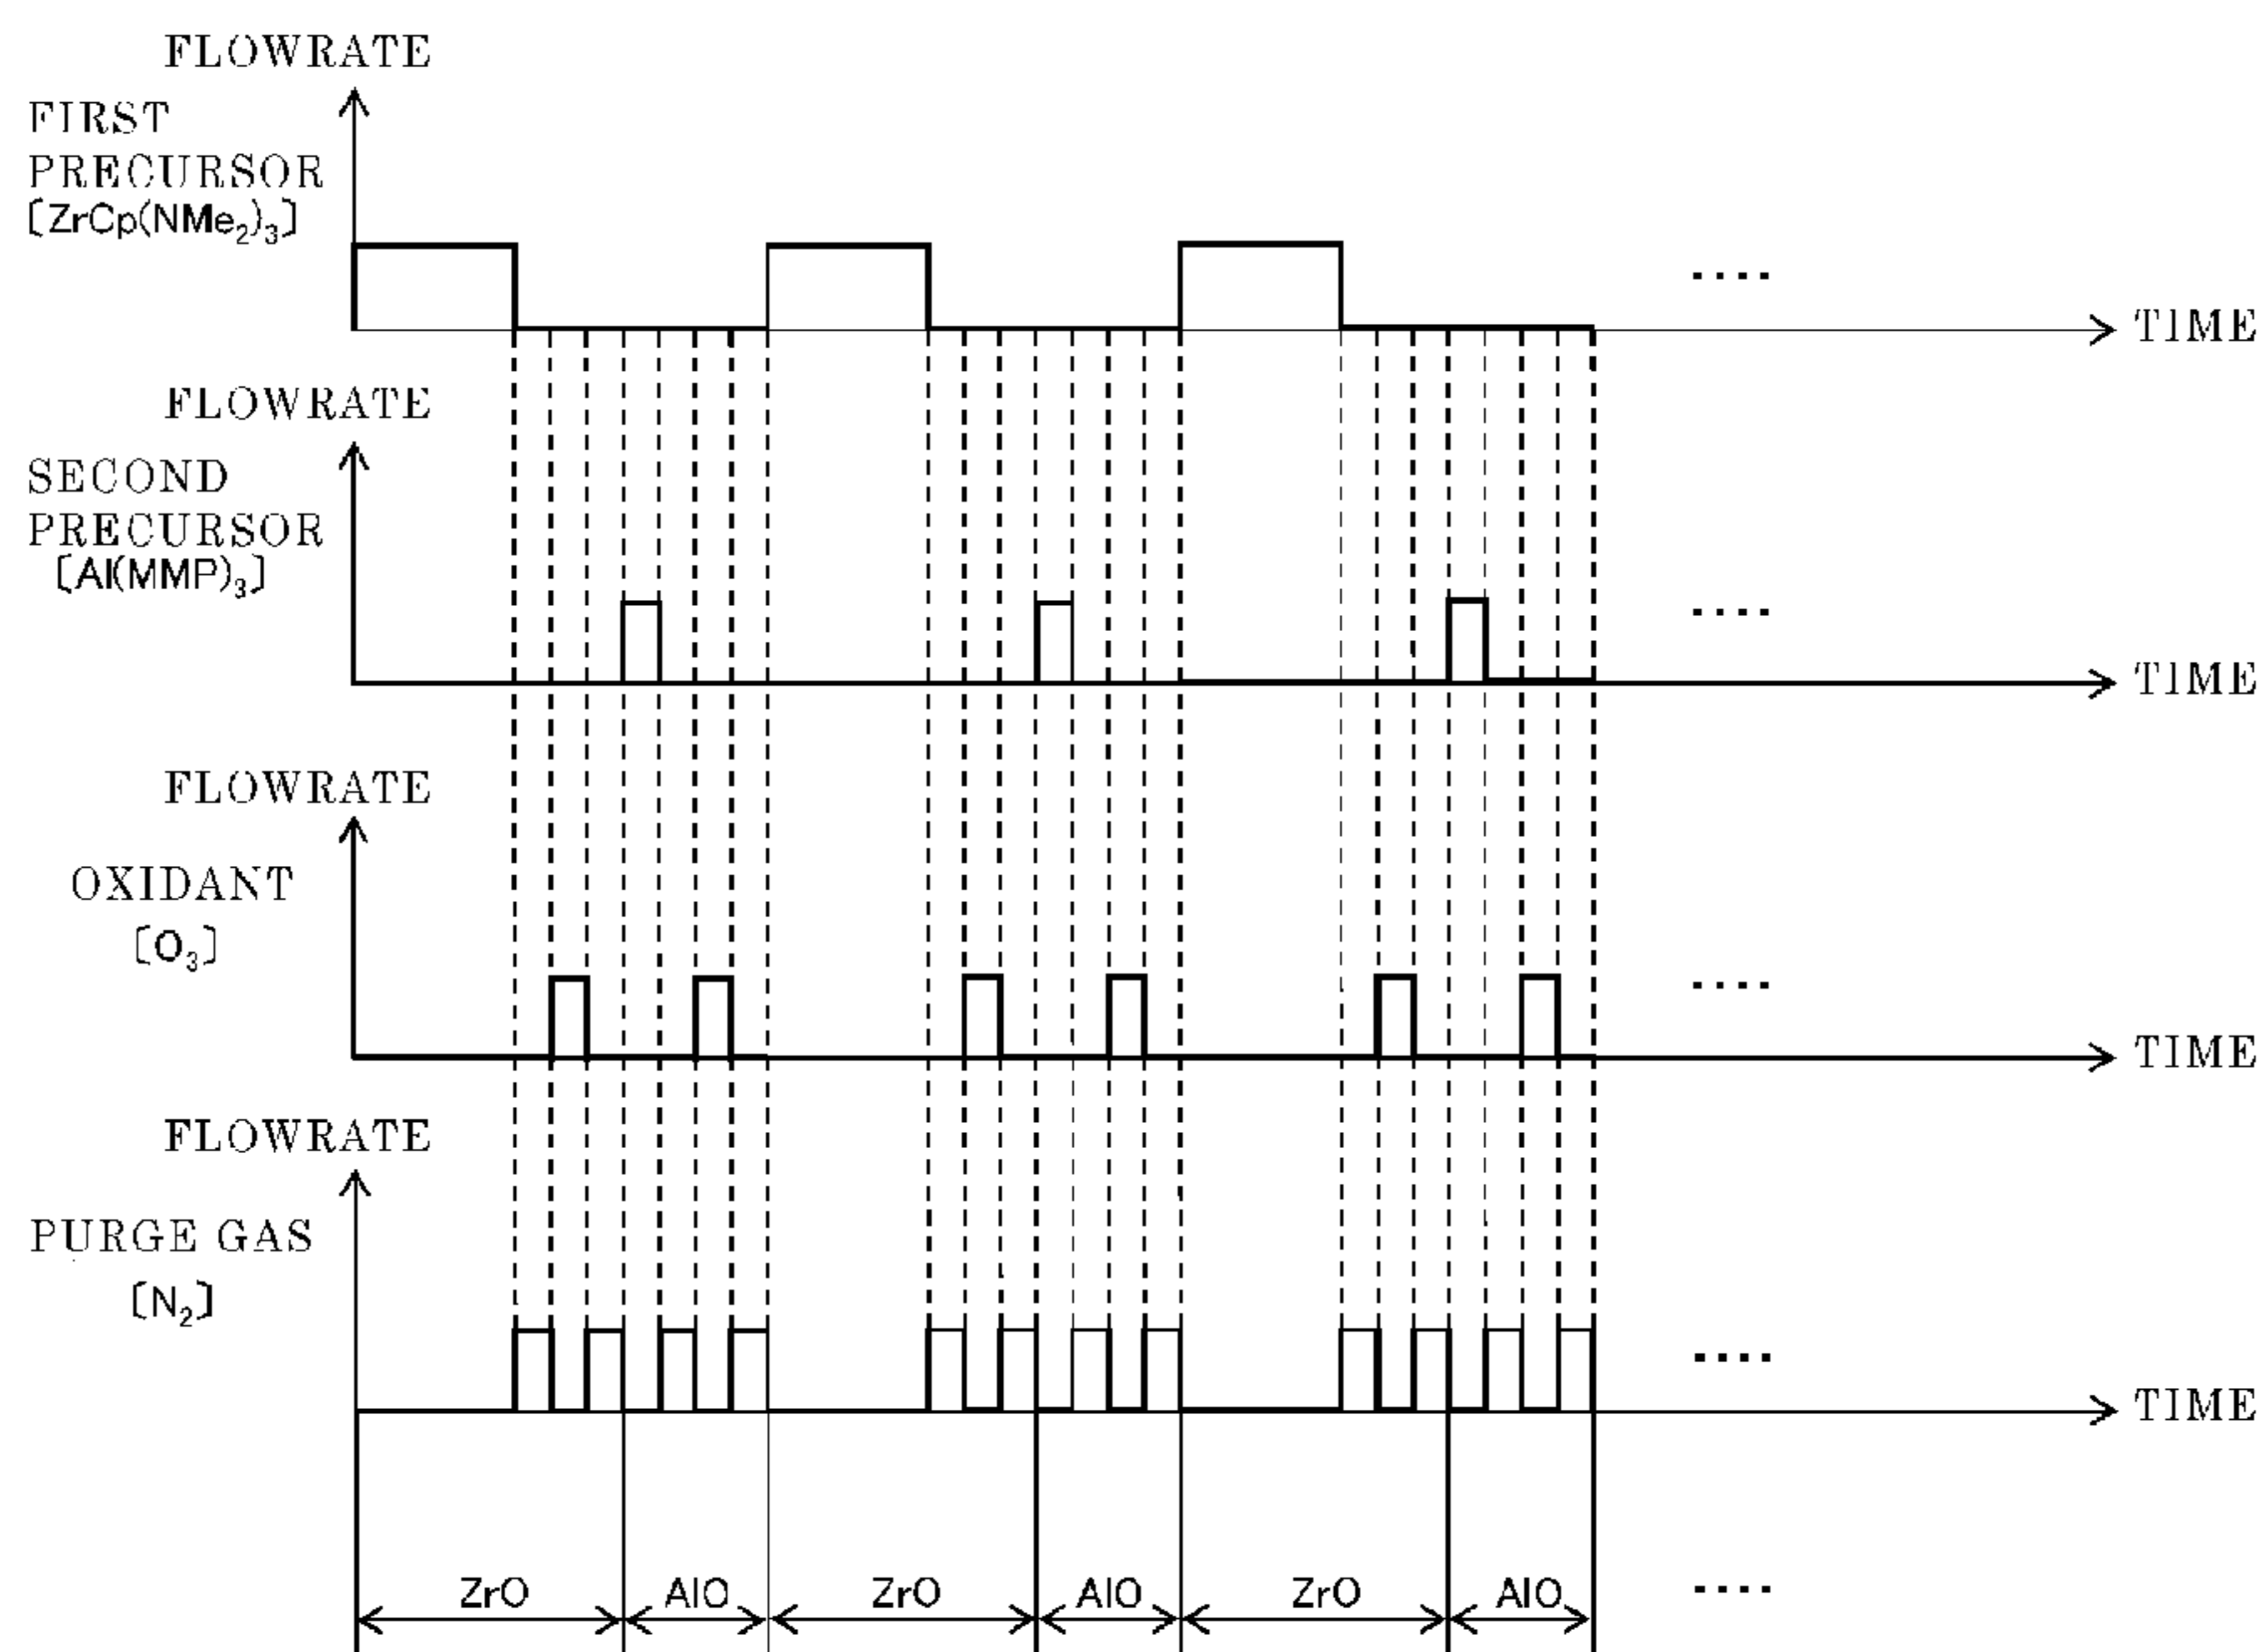 FLOWRATE
FIRST
PRECURSOR
[ZrCp(NMe₂)₃]
....
TIME
FLOWRATE
SECOND
PRECURSOR
[Al(MMP)₃]
....
TIME
FLOWRATE
OXIDANT
[O₃]
....
TIME
FLOWRATE
PURGE GAS
[N₂]
....
TIME
ZrO AlO ZrO AlO ZrO AlO ....